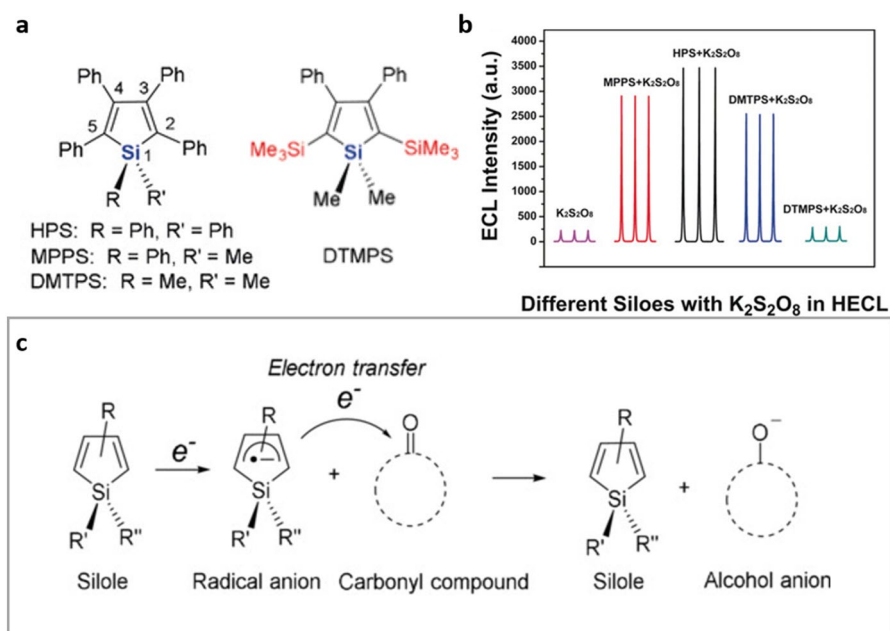 a
Ph
Ph
4
3
5
2
Ph
Si
1
Ph
R
R'
HPS: R = Ph, R' = Ph
MPPS: R = Ph, R' = Me
DMTPS: R = Me, R' = Me
Ph
Ph
Me₃Si
Si
SiMe₃
Me
Me
DTMPS
b
ECL Intensity (a.u.)
4000
3500
3000
2500
2000
1500
1000
500
0
K₂S₂O₈
MPPS+K₂S₂O₈
HPS+K₂S₂O₈
DMTPS+K₂S₂O₈
DTMPS+K₂S₂O₈
Different Siloes with K₂S₂O₈ in HECL
c
Electron transfer
R
Si
R'
R"
Silole
e⁻
R
Si
R'
R"
Radical anion
e⁻
+
O
Carbonyl compound
R
Si
R'
R"
Silole
+
O⁻
Alcohol anion